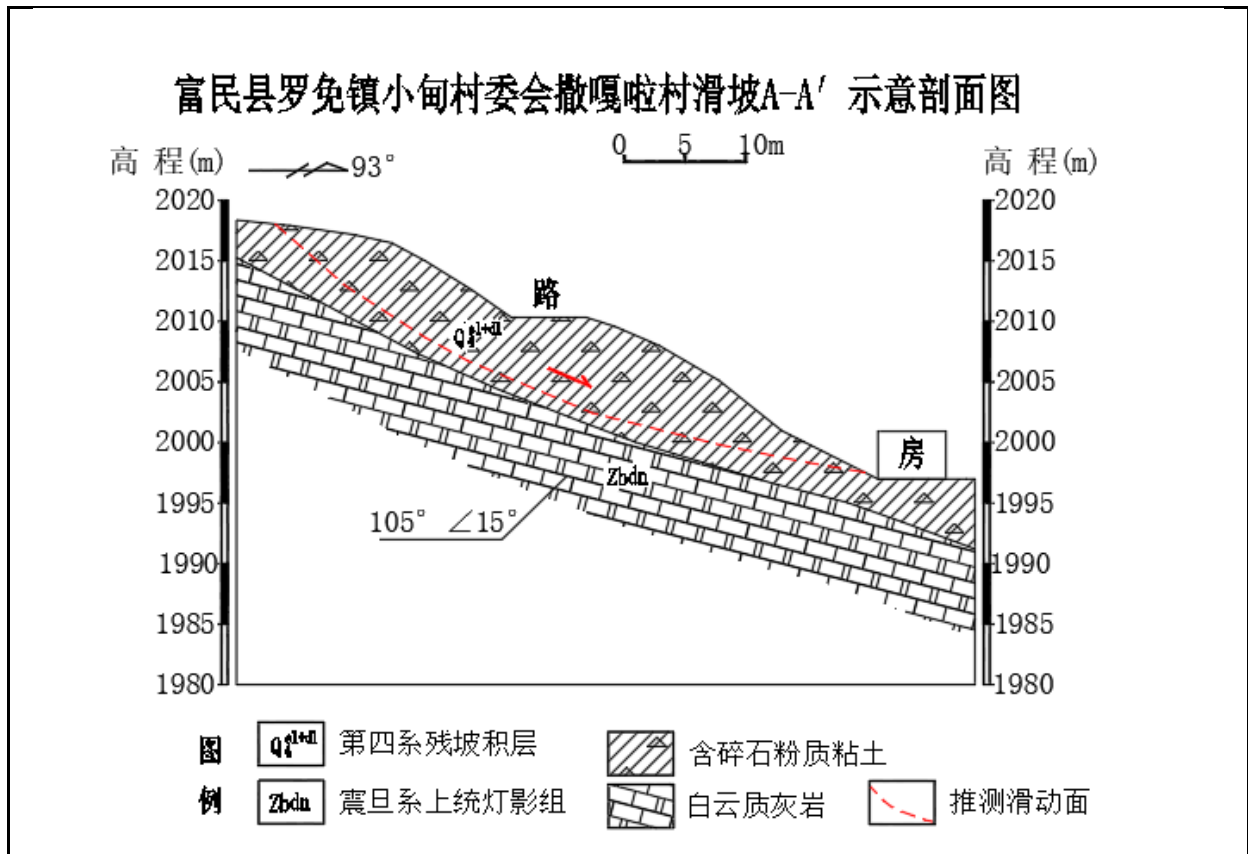 富民县罗免镇小甸村委会撒嘎啦村滑坡A-A′ 示意剖面图
0 5 10m
高 程(m) 93° 高 程(m)
2020 2020
2015 2015
路
2010 2010
Q₄ᵉˡ⁺ᵈˡ
2005 2005
2000 房 2000
Zbdn
1995 1995
105° ∠15°
1990 1990
1985 1985
1980 1980
图例
Q₄ᵉˡ⁺ᵈˡ 第四系残坡积层 含碎石粉质粘土
Zbdn 震旦系上统灯影组 白云质灰岩 推测滑动面